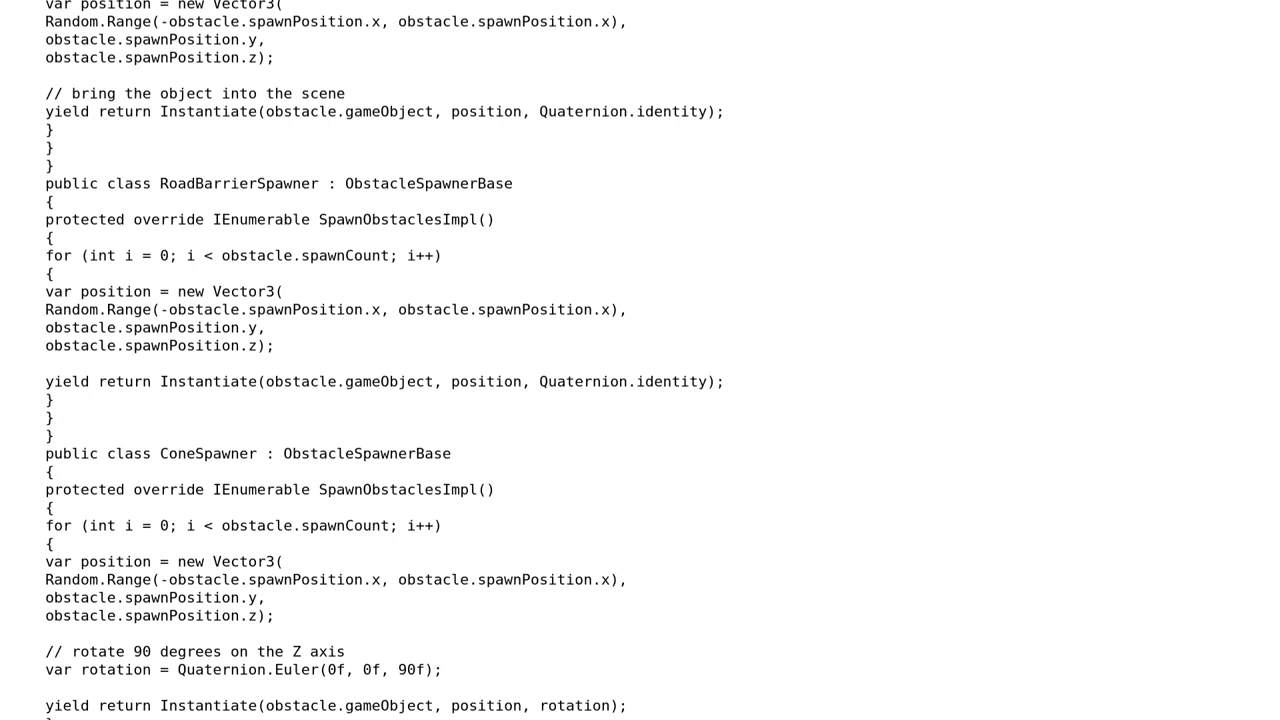 var position = new Vector3(
Random.Range(-obstacle.spawnPosition.x, obstacle.spawnPosition.x),
obstacle.spawnPosition.y,
obstacle.spawnPosition.z);
// bring the object into the scene
yield return Instantiate(obstacle.gameObject, position, Quaternion.identity);
}
}
}
public class RoadBarrierSpawner : ObstacleSpawnerBase
{
protected override IEnumerable SpawnObstaclesImpl()
{
for (int i = 0; i < obstacle.spawnCount; i++)
{
var position = new Vector3(
Random.Range(-obstacle.spawnPosition.x, obstacle.spawnPosition.x),
obstacle.spawnPosition.y,
obstacle.spawnPosition.z);
yield return Instantiate(obstacle.gameObject, position, Quaternion.identity);
}
}
}
public class ConeSpawner : ObstacleSpawnerBase
{
protected override IEnumerable SpawnObstaclesImpl()
{
for (int i = 0; i < obstacle.spawnCount; i++)
{
var position = new Vector3(
Random.Range(-obstacle.spawnPosition.x, obstacle.spawnPosition.x),
obstacle.spawnPosition.y,
obstacle.spawnPosition.z);
// rotate 90 degrees on the Z axis
var rotation = Quaternion.Euler(0f, 0f, 90f);
yield return Instantiate(obstacle.gameObject, position, rotation);